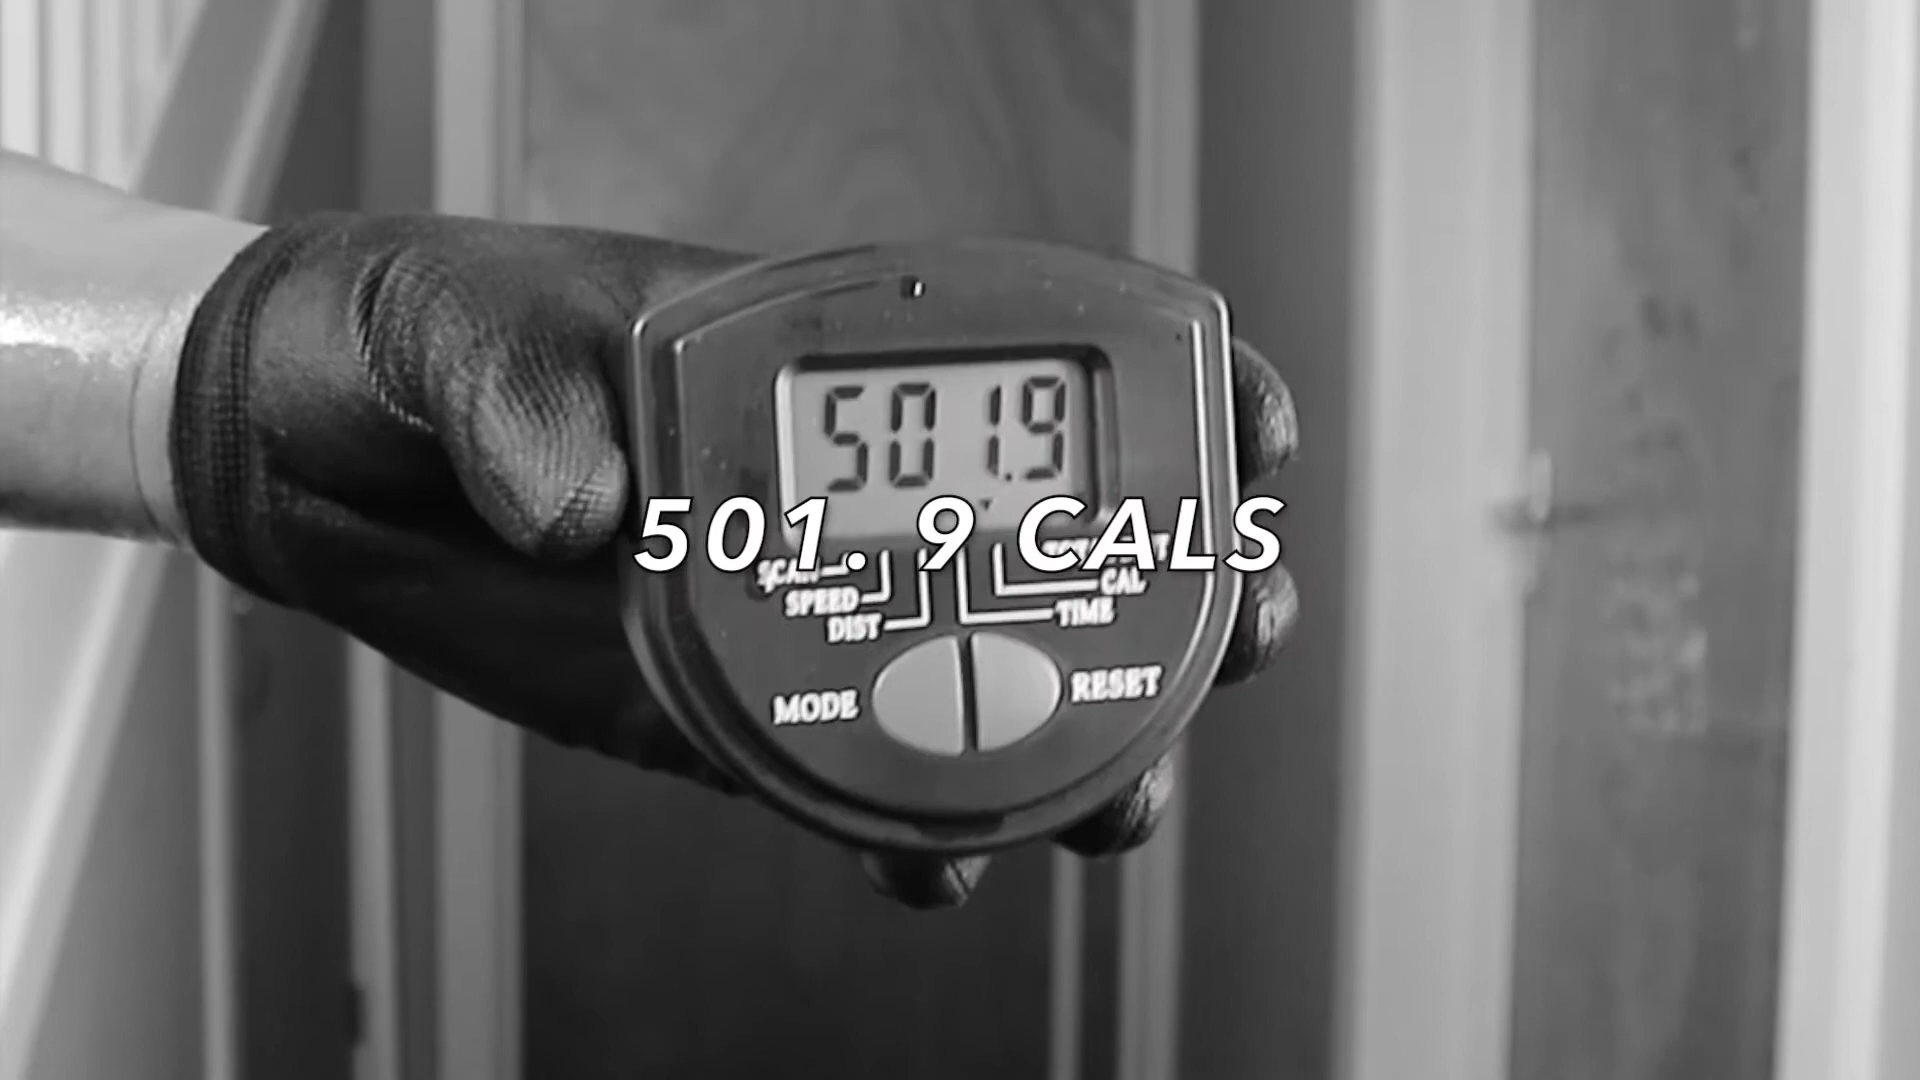 501.9
501. 9 CALS
SCAN
SPEED
CAL
DIST
TIME
MODE
RESET